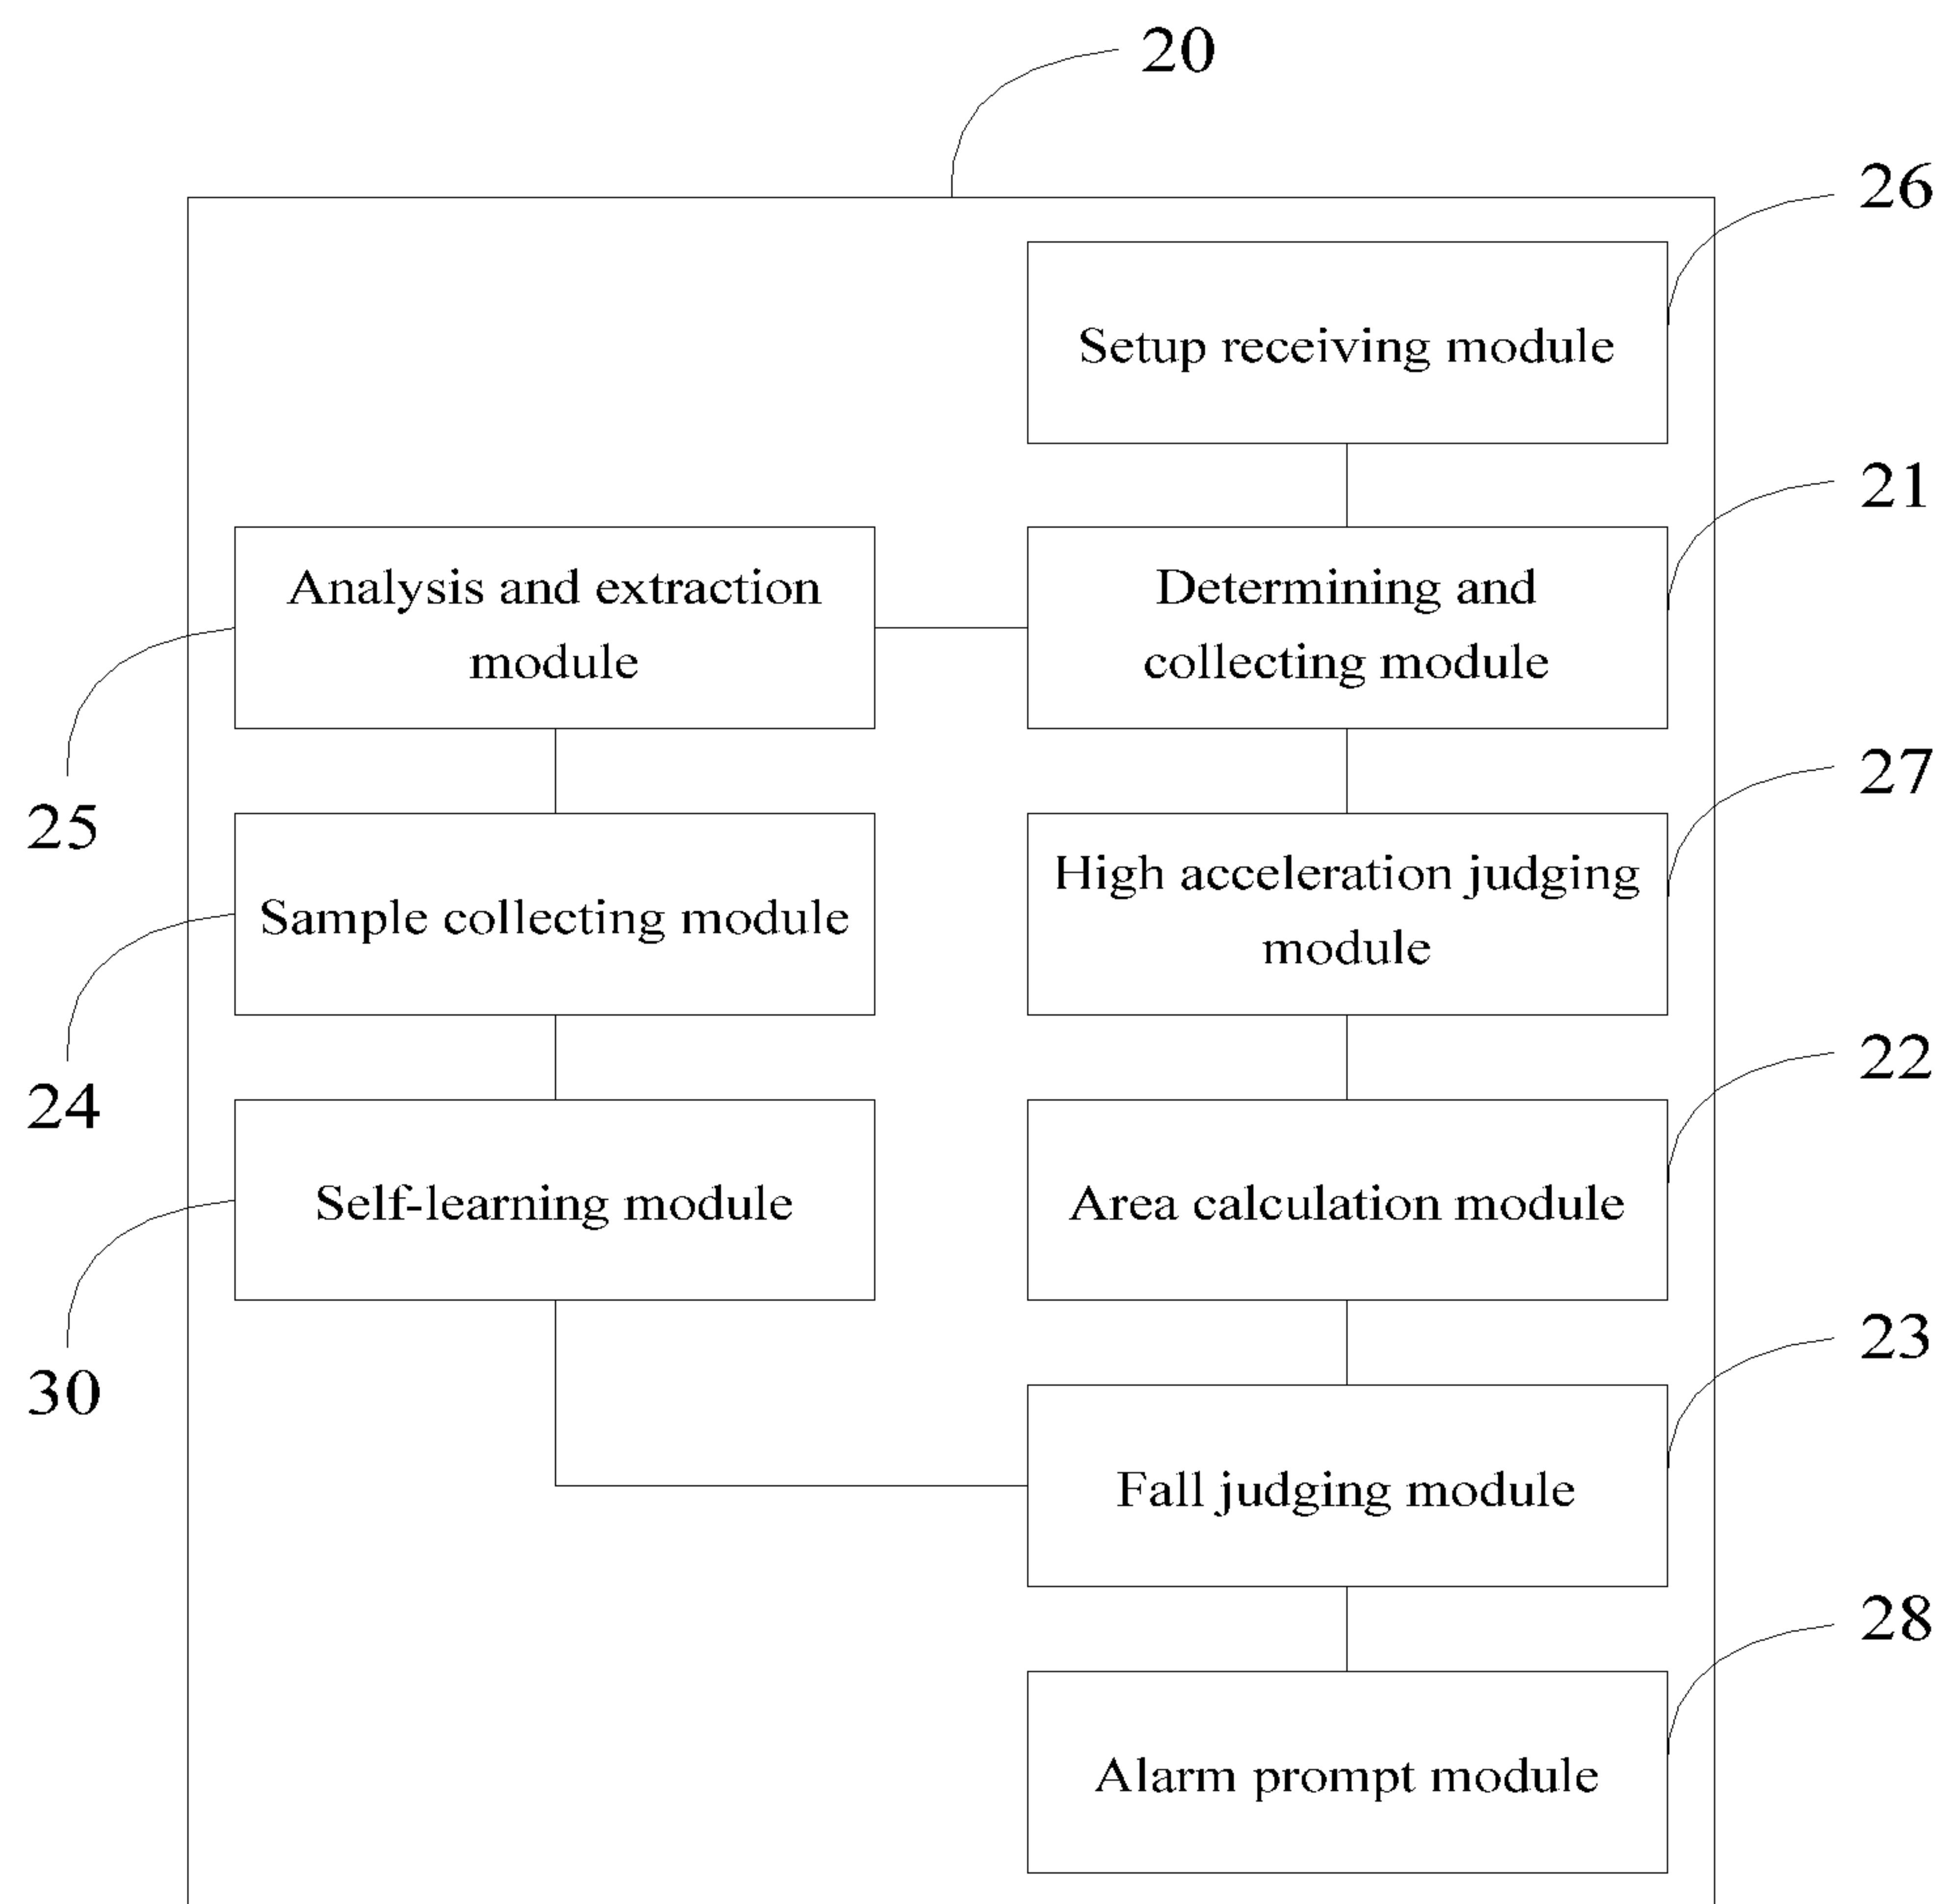 20
26
Setup receiving module
21
Analysis and extraction
module
Determining and
collecting module
27
25
High acceleration judging
module
Sample collecting module
22
24
Self-learning module
Area calculation module
23
30
Fall judging module
28
Alarm prompt module